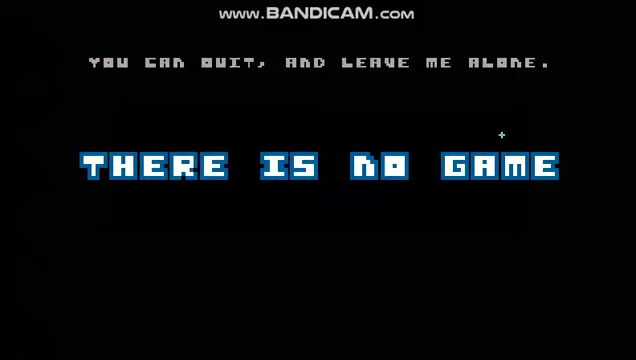 www.BANDICAM.com
YOU CAN QUIT, AND LEAVE ME ALONE.
THERE IS NO GAME